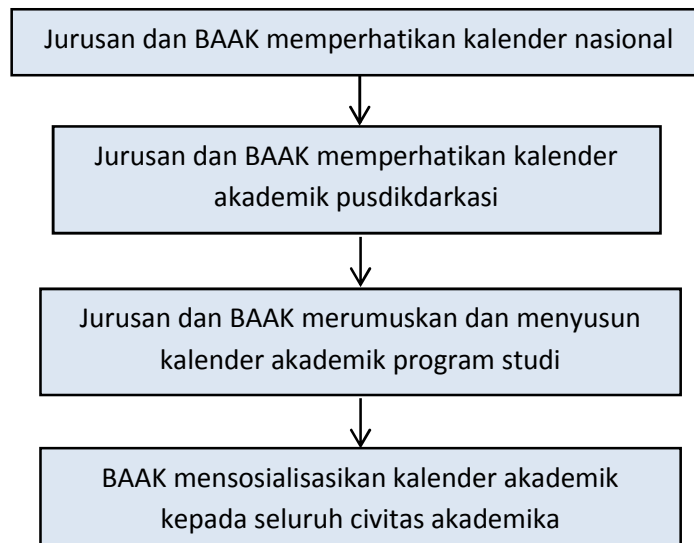 Jurusan dan BAAK memperhatikan kalender nasional
Jurusan dan BAAK memperhatikan kalender
akademik pusdikdarkasi
Jurusan dan BAAK merumuskan dan menyusun
kalender akademik program studi
BAAK mensosialisasikan kalender akademik
kepada seluruh civitas akademika